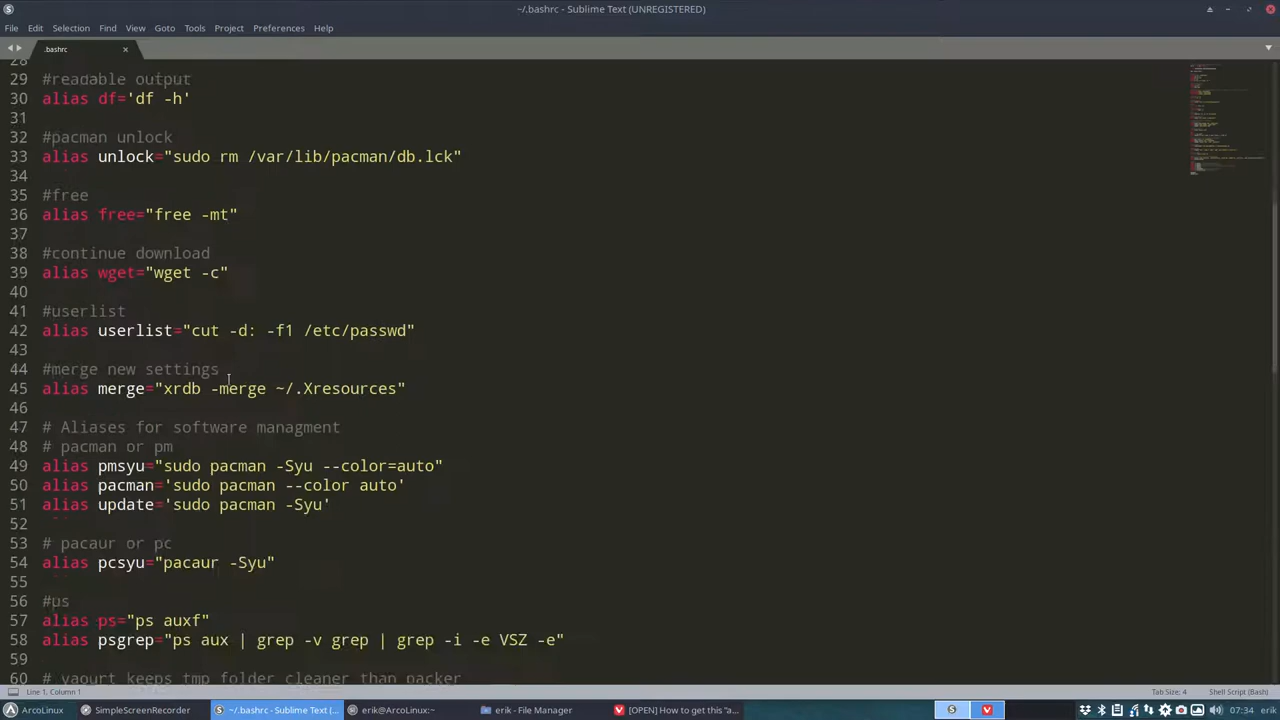 ~/.bashrc - Sublime Text (UNREGISTERED)
File Edit Selection Find View Goto Tools Project Preferences Help
.bashrc
28
29 #readable output
30 alias df='df -h'
31
32 #pacman unlock
33 alias unlock="sudo rm /var/lib/pacman/db.lck"
34
35 #free
36 alias free="free -mt"
37
38 #continue download
39 alias wget="wget -c"
40
41 #userlist
42 alias userlist="cut -d: -f1 /etc/passwd"
43
44 #merge new settings
45 alias merge="xrdb -merge ~/.Xresources"
46
47 # Aliases for software managment
48 # pacman or pm
49 alias pmsyu="sudo pacman -Syu --color=auto"
50 alias pacman='sudo pacman --color auto'
51 alias update='sudo pacman -Syu'
52
53 # pacaur or pc
54 alias pcsyu="pacaur -Syu"
55
56 #ps
57 alias ps="ps auxf"
58 alias psgrep="ps aux | grep -v grep | grep -i -e VSZ -e"
59
60 # yaourt keeps tmp folder cleaner than packer
Line 1, Column 1 Tab Size: 4 Shell Script (Bash)
ArcoLinux SimpleScreenRecorder ~/.bashrc - Sublime Text (... erik@ArcoLinux:~ erik - File Manager [OPEN] How to get this "a... 07:34 erik